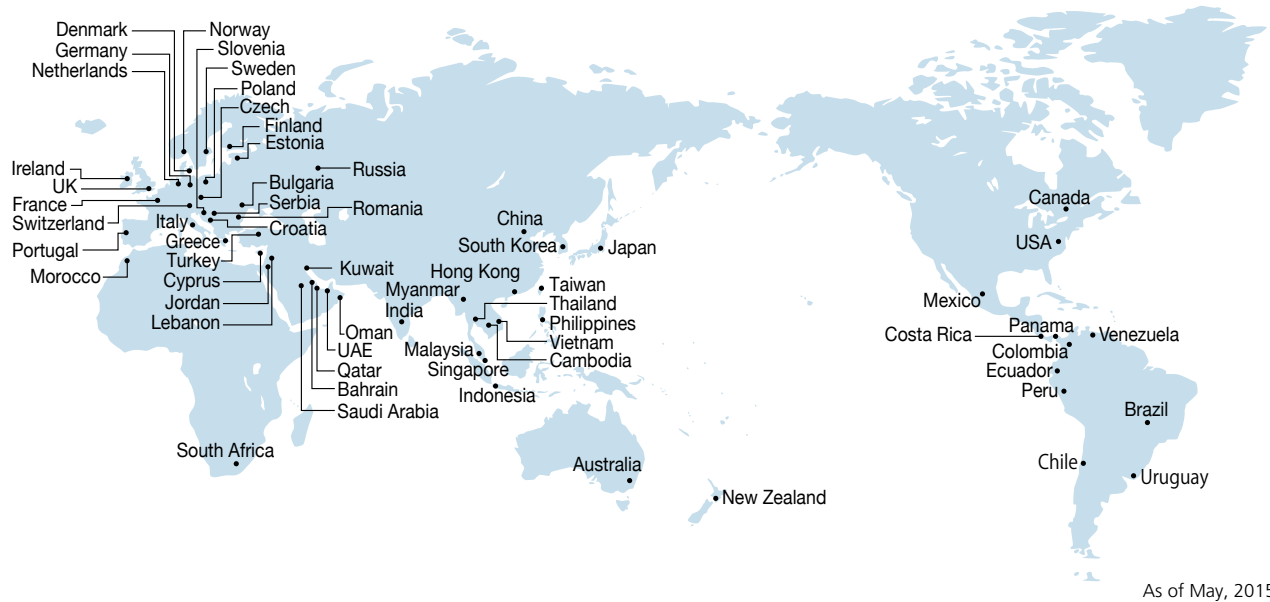 Denmark
Norway
Germany
Slovenia
Netherlands
Sweden
Poland
Czech
Finland
Estonia
Ireland
Russia
UK
Bulgaria
France
Serbia
Switzerland
Romania
Italy
Croatia
Portugal
Greece
Turkey
Morocco
Cyprus
Jordan
Lebanon
Kuwait
Oman
UAE
Qatar
Bahrain
Saudi Arabia
South Africa
China
South Korea
Japan
Hong Kong
Myanmar
Taiwan
India
Thailand
Philippines
Vietnam
Malaysia
Cambodia
Singapore
Indonesia
Australia
New Zealand
Canada
USA
Mexico
Costa Rica
Panama
Venezuela
Colombia
Ecuador
Peru
Brazil
Chile
Uruguay
As of May, 2015